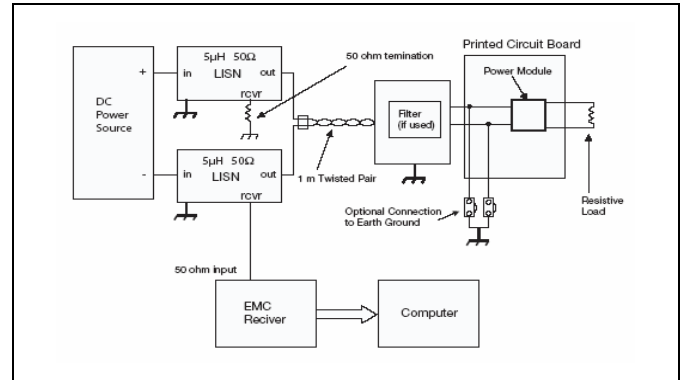 Printed Circuit Board
5µH 50Ω
LISN
+
in
out
rcvr
50 ohm temination
Power Module
DC
Power
Source
Filter
(if used)
5µH 50Ω
LISN
-
in
out
rcvr
1 m Twisted Pair
Optional Connection
to Earth Ground
Resistive
Load
50 ohm input
EMC
Reciver
Computer